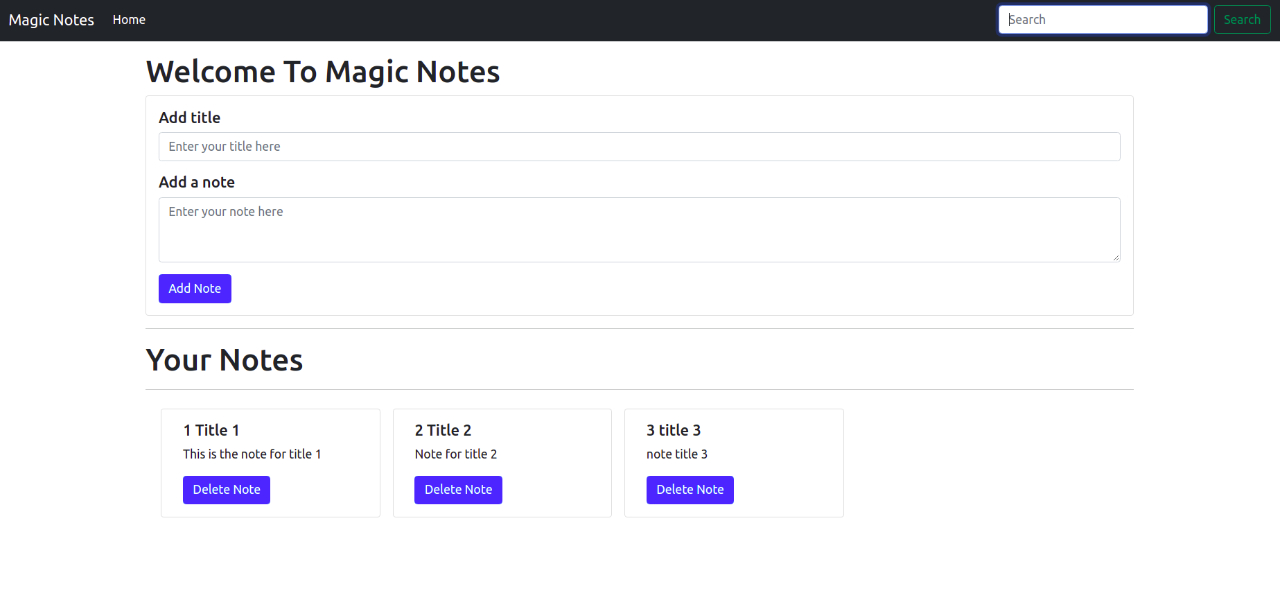 Magic Notes Home Search Search
Welcome To Magic Notes
Add title
Enter your title here
Add a note
Enter your note here
Add Note
Your Notes
1 Title 1
This is the note for title 1
Delete Note
2 Title 2
Note for title 2
Delete Note
3 title 3
note title 3
Delete Note